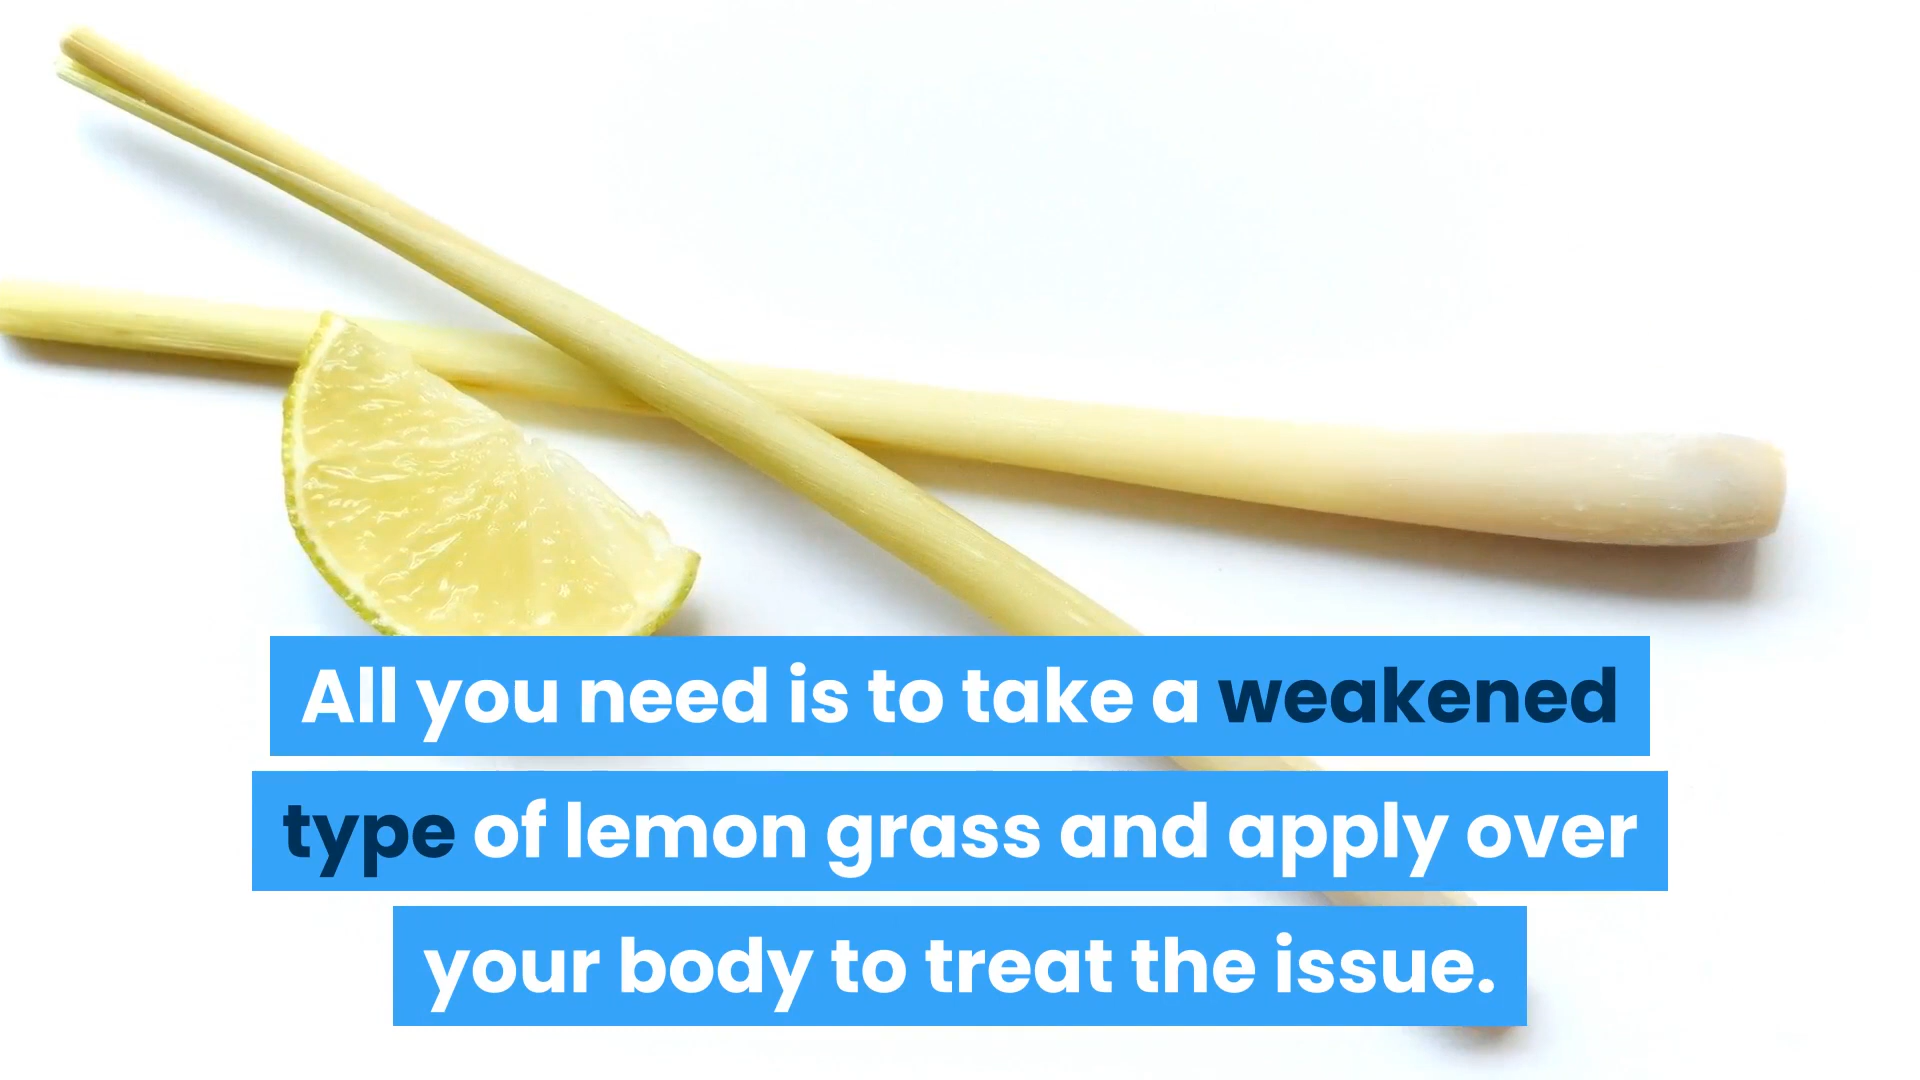 All you need is to take a weakened
type of lemon grass and apply over
your body to treat the issue.